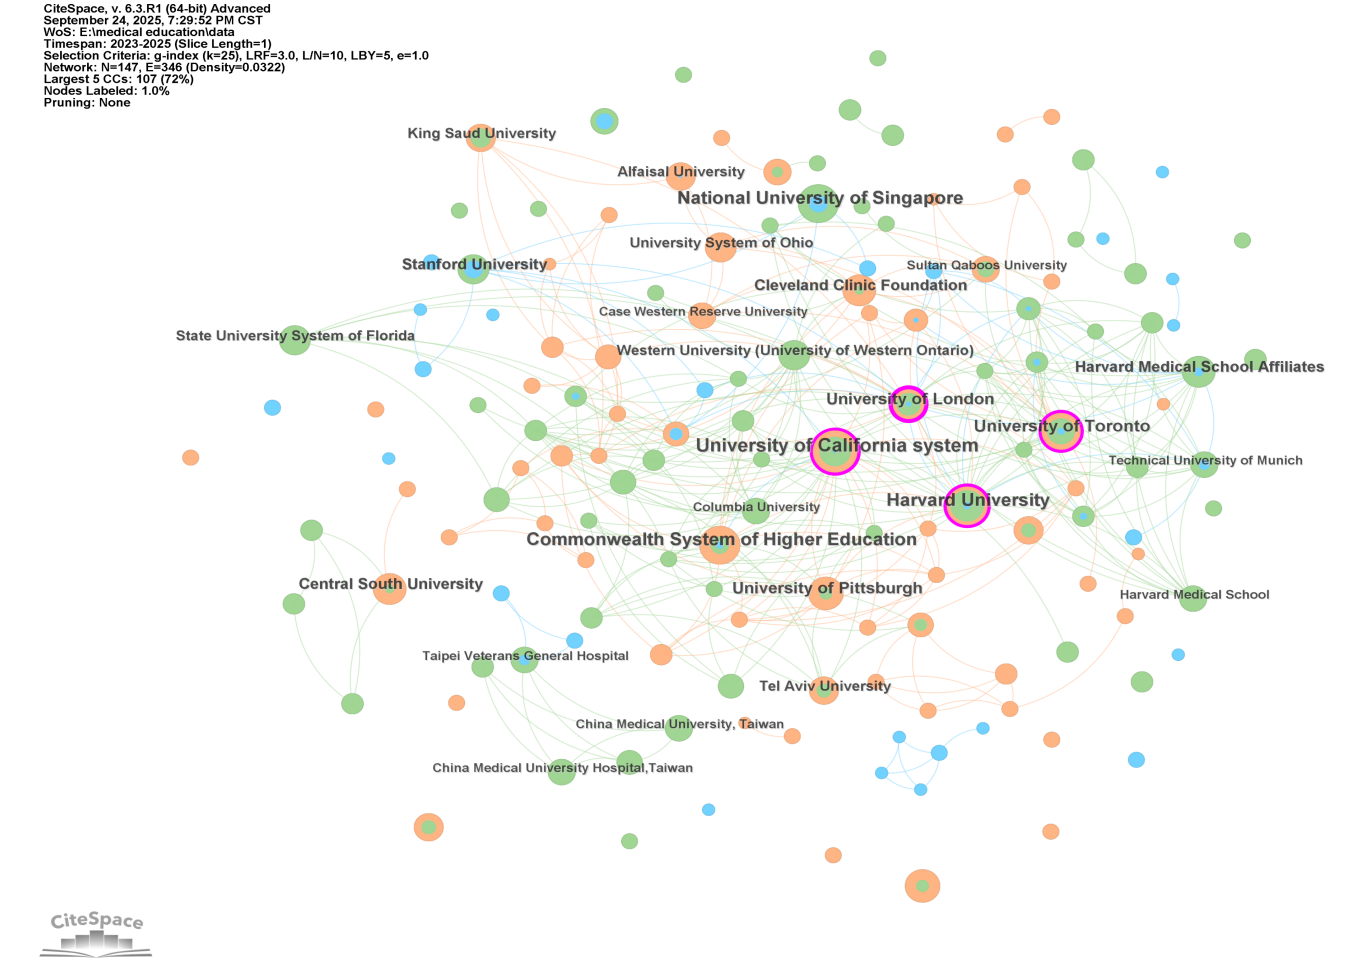 CiteSpace, v. 6.3.R1 (64-bit) Advanced
September 24, 2025, 7:29:52 PM CST
WoS: E:\medical education\data
Timespan: 2023-2025 (Slice Length=1)
Selection Criteria: g-index (k=25), LRF=3.0, L/N=10, LBY=5, e=1.0
Network: N=147, E=346 (Density=0.0322)
Largest 5 CCs: 107 (72%)
Nodes Labeled: 1.0%
Pruning: None
King Saud University
Alfaisal University
National University of Singapore
University System of Ohio
Stanford University
Sultan Qaboos University
Cleveland Clinic Foundation
Case Western Reserve University
State University System of Florida
Western University (University of Western Ontario)
Harvard Medical School Affiliates
University of London
University of Toronto
University of California system
Technical University of Munich
Harvard University
Columbia University
Commonwealth System of Higher Education
Central South University
University of Pittsburgh
Harvard Medical School
Taipei Veterans General Hospital
Tel Aviv University
China Medical University, Taiwan
China Medical University Hospital,Taiwan
CiteSpace